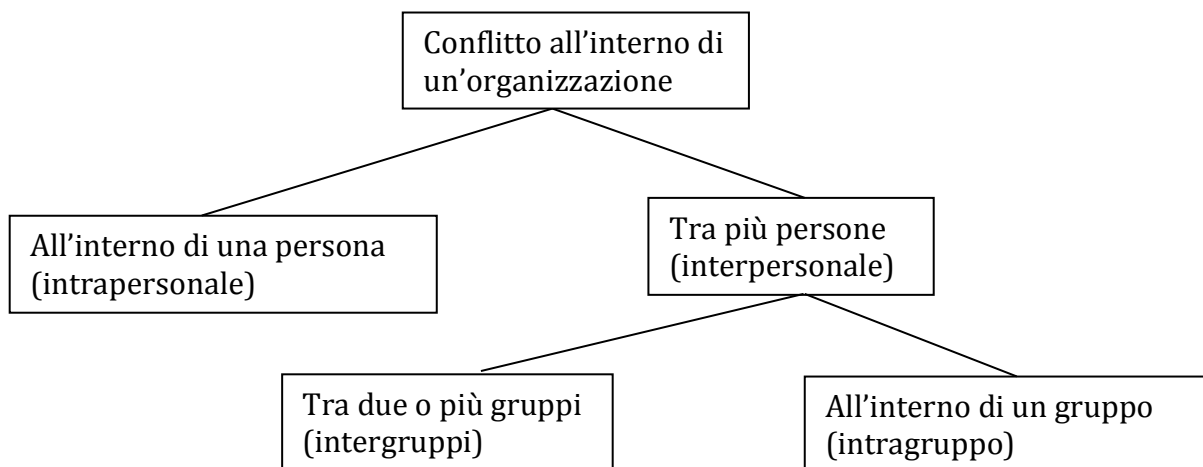 Conflitto all’interno di
un’organizzazione
All’interno di una persona
(intrapersonale)
Tra più persone
(interpersonale)
Tra due o più gruppi
(intergruppi)
All’interno di un gruppo
(intragruppo)